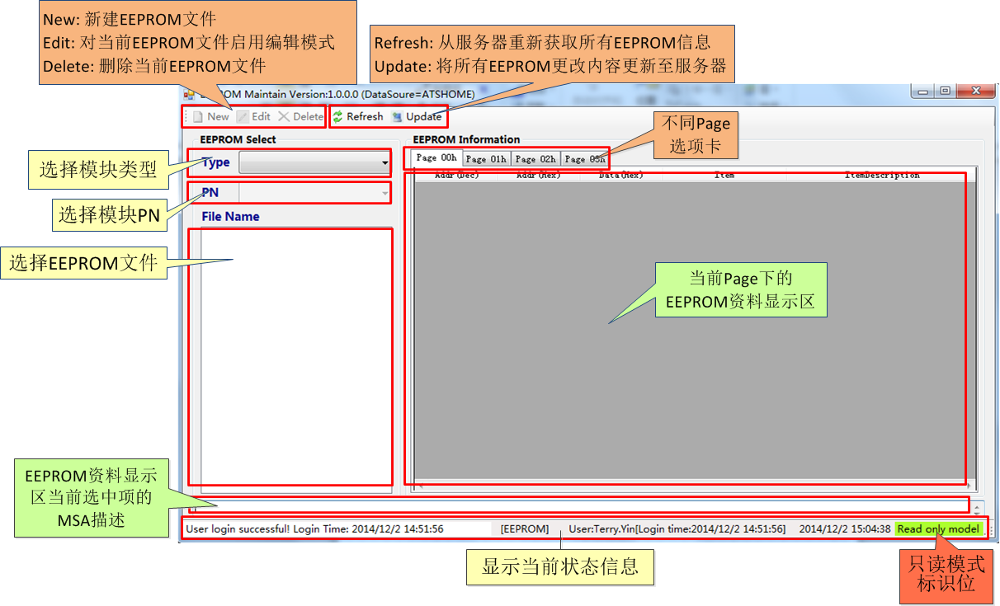 New: 新建EEPROM文件
Edit: 对当前EEPROM文件启用编辑模式
Delete: 删除当前EEPROM文件
Refresh: 从服务器重新获取所有EEPROM信息
Update: 将所有EEPROM更改内容更新至服务器
OM Maintain Version:1.0.0.0 (DataSoure=ATSHOME)
New Edit Delete Refresh Update
不同Page
选项卡
EEPROM Select
EEPROM Information
选择模块类型
Type
Page 00h Page 01h Page 02h Page 03h
Addr(Dec) Addr(Hex) Data(Hex) Item ItemDescription
选择模块PN
PN
File Name
选择EEPROM文件
当前Page下的
EEPROM资料显示区
EEPROM资料显示
区当前选中项的
MSA描述
User login successful! Login Time: 2014/12/2 14:51:56 [EEPROM] User:Terry.Yin[Login time:2014/12/2 14:51:56] 2014/12/2 15:04:38 Read only model
显示当前状态信息
只读模式
标识位